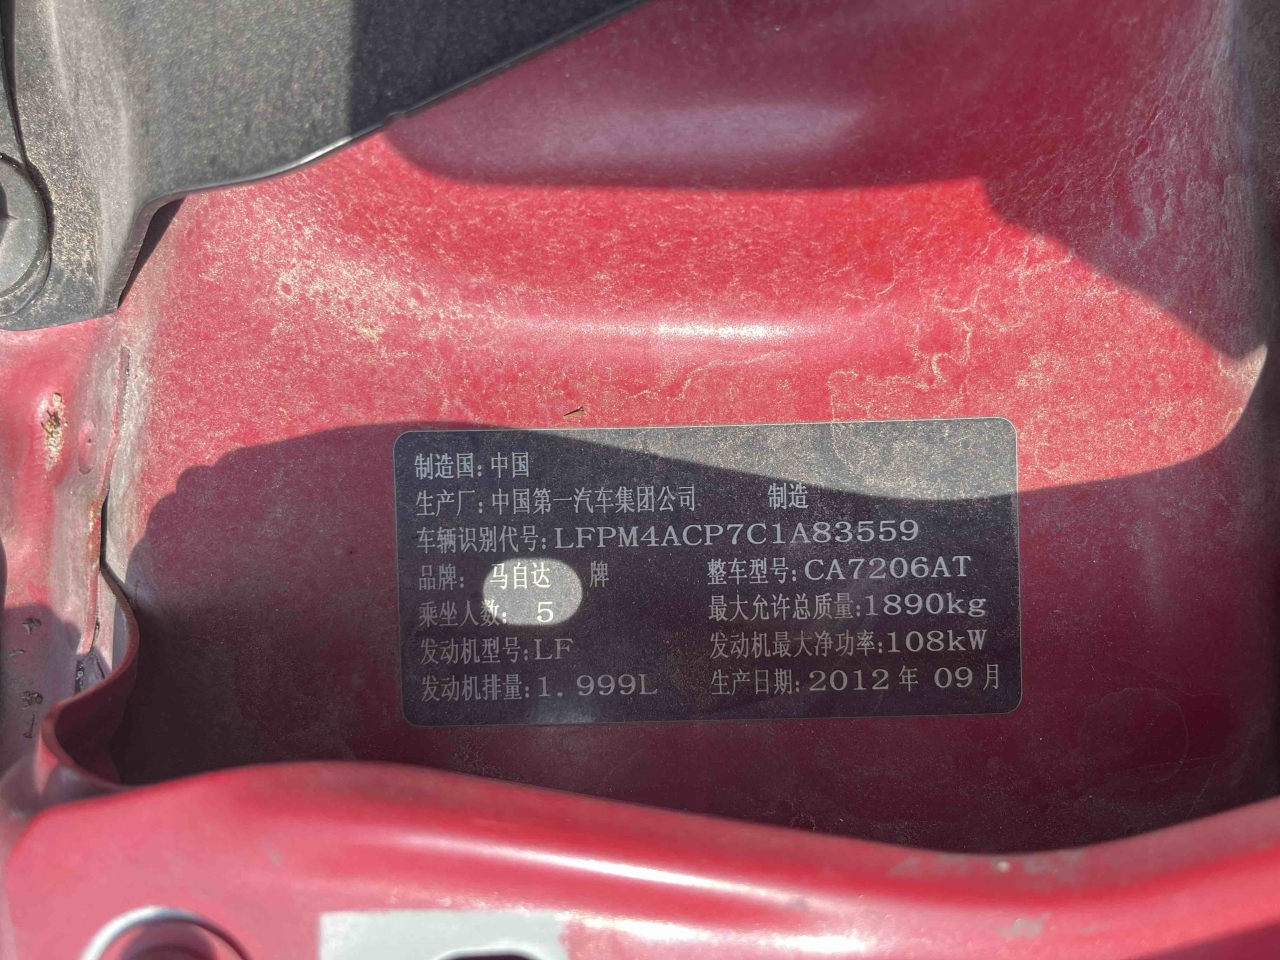 制造国:中国
生产厂:中国第一汽车集团公司 制造
车辆识别代号:LFPM4ACP7C1A83559
品牌: 马自达 牌 整车型号:CA7206AT
乘坐人数: 5 最大允许总质量:1890kg
发动机型号:LF 发动机最大净功率:108kW
发动机排量:1.999L 生产日期:2012年 09月